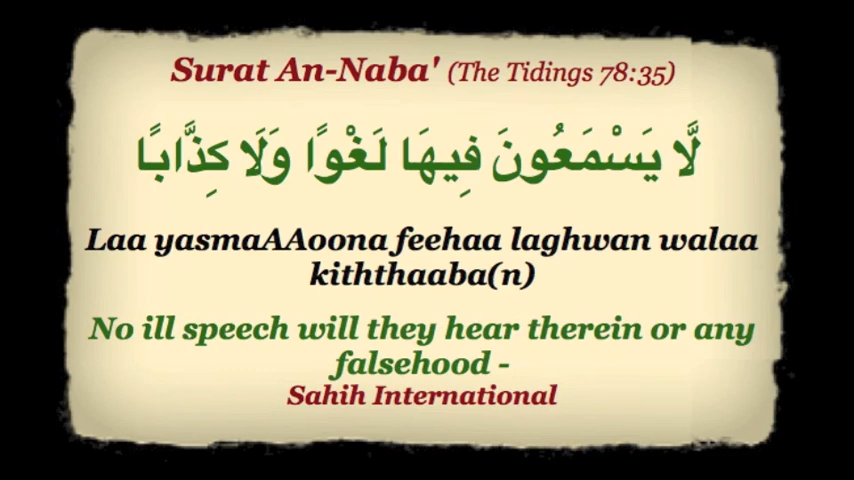 Surat An-Naba' (The Tidings 78:35)
لَّا يَسْمَعُونَ فِيهَا لَغْوًا وَلَا كِذَّابًا
Laa yasmaAAoona feehaa laghwan walaa
kiththaaba(n)
No ill speech will they hear therein or any
falsehood -
Sahih International